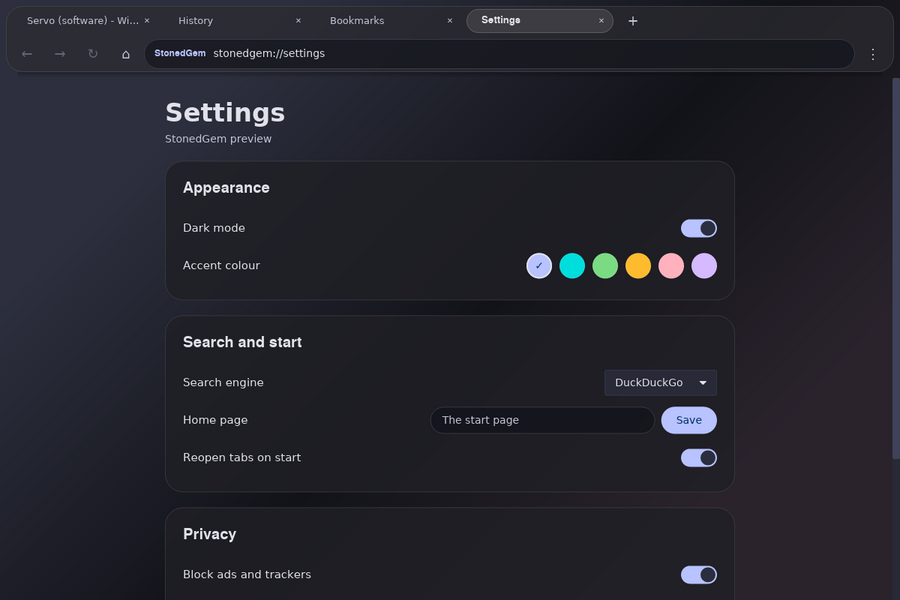 Servo (software) - Wi...
History
Bookmarks
Settings
StonedGem stonedgem://settings
Settings
StonedGem preview
Appearance
Dark mode
Accent colour
Search and start
Search engine DuckDuckGo
Home page The start page Save
Reopen tabs on start
Privacy
Block ads and trackers